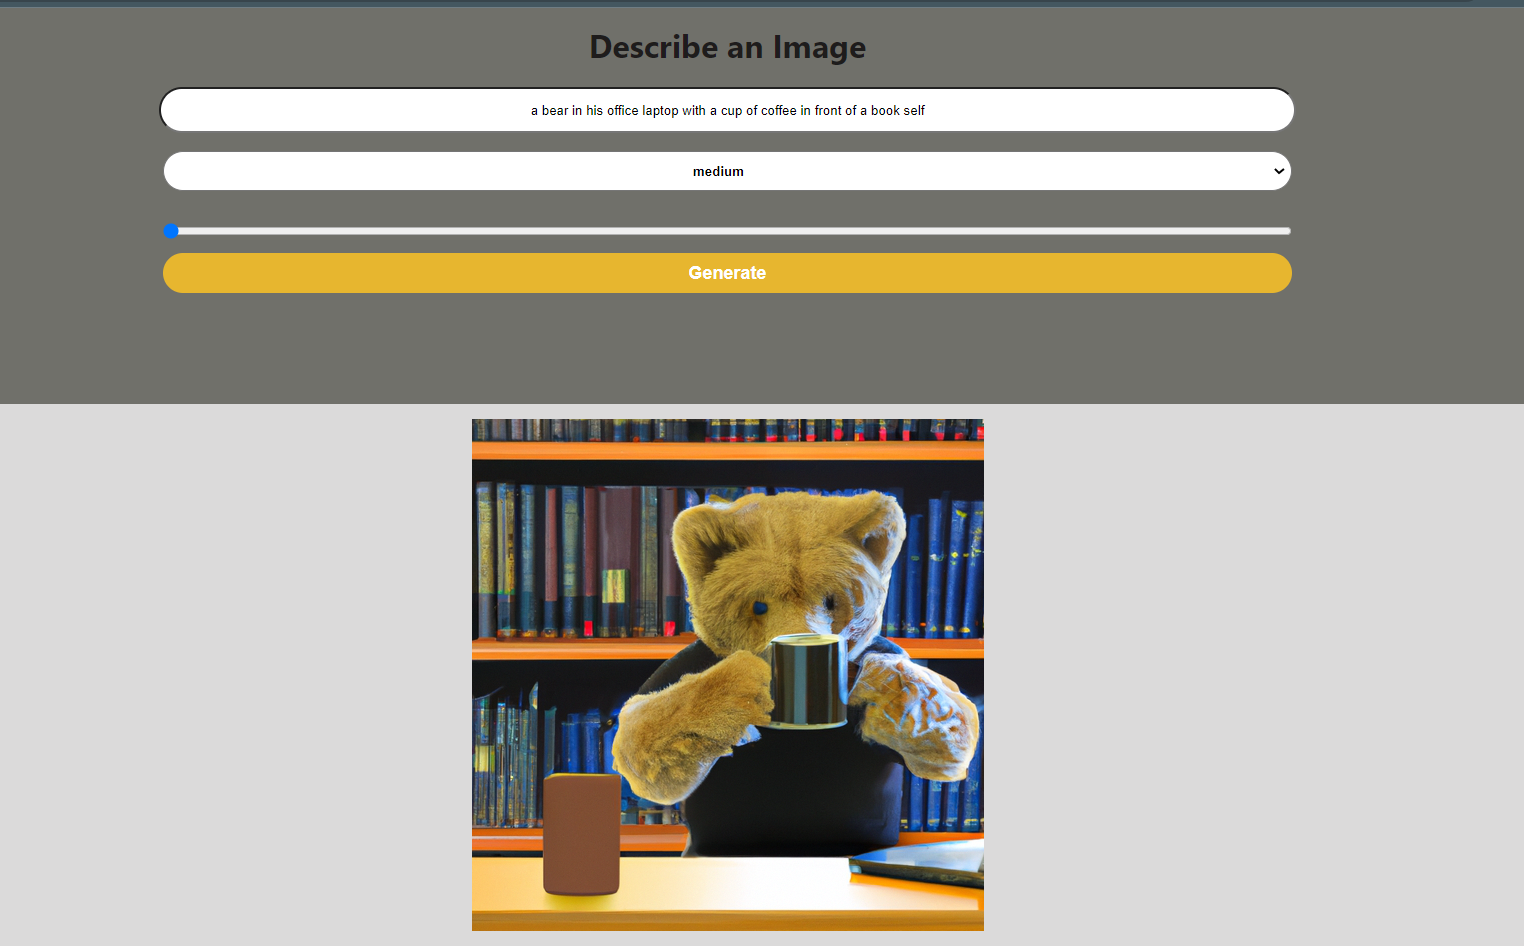 Describe an Image
a bear in his office laptop with a cup of coffee in front of a book self
medium
Generate